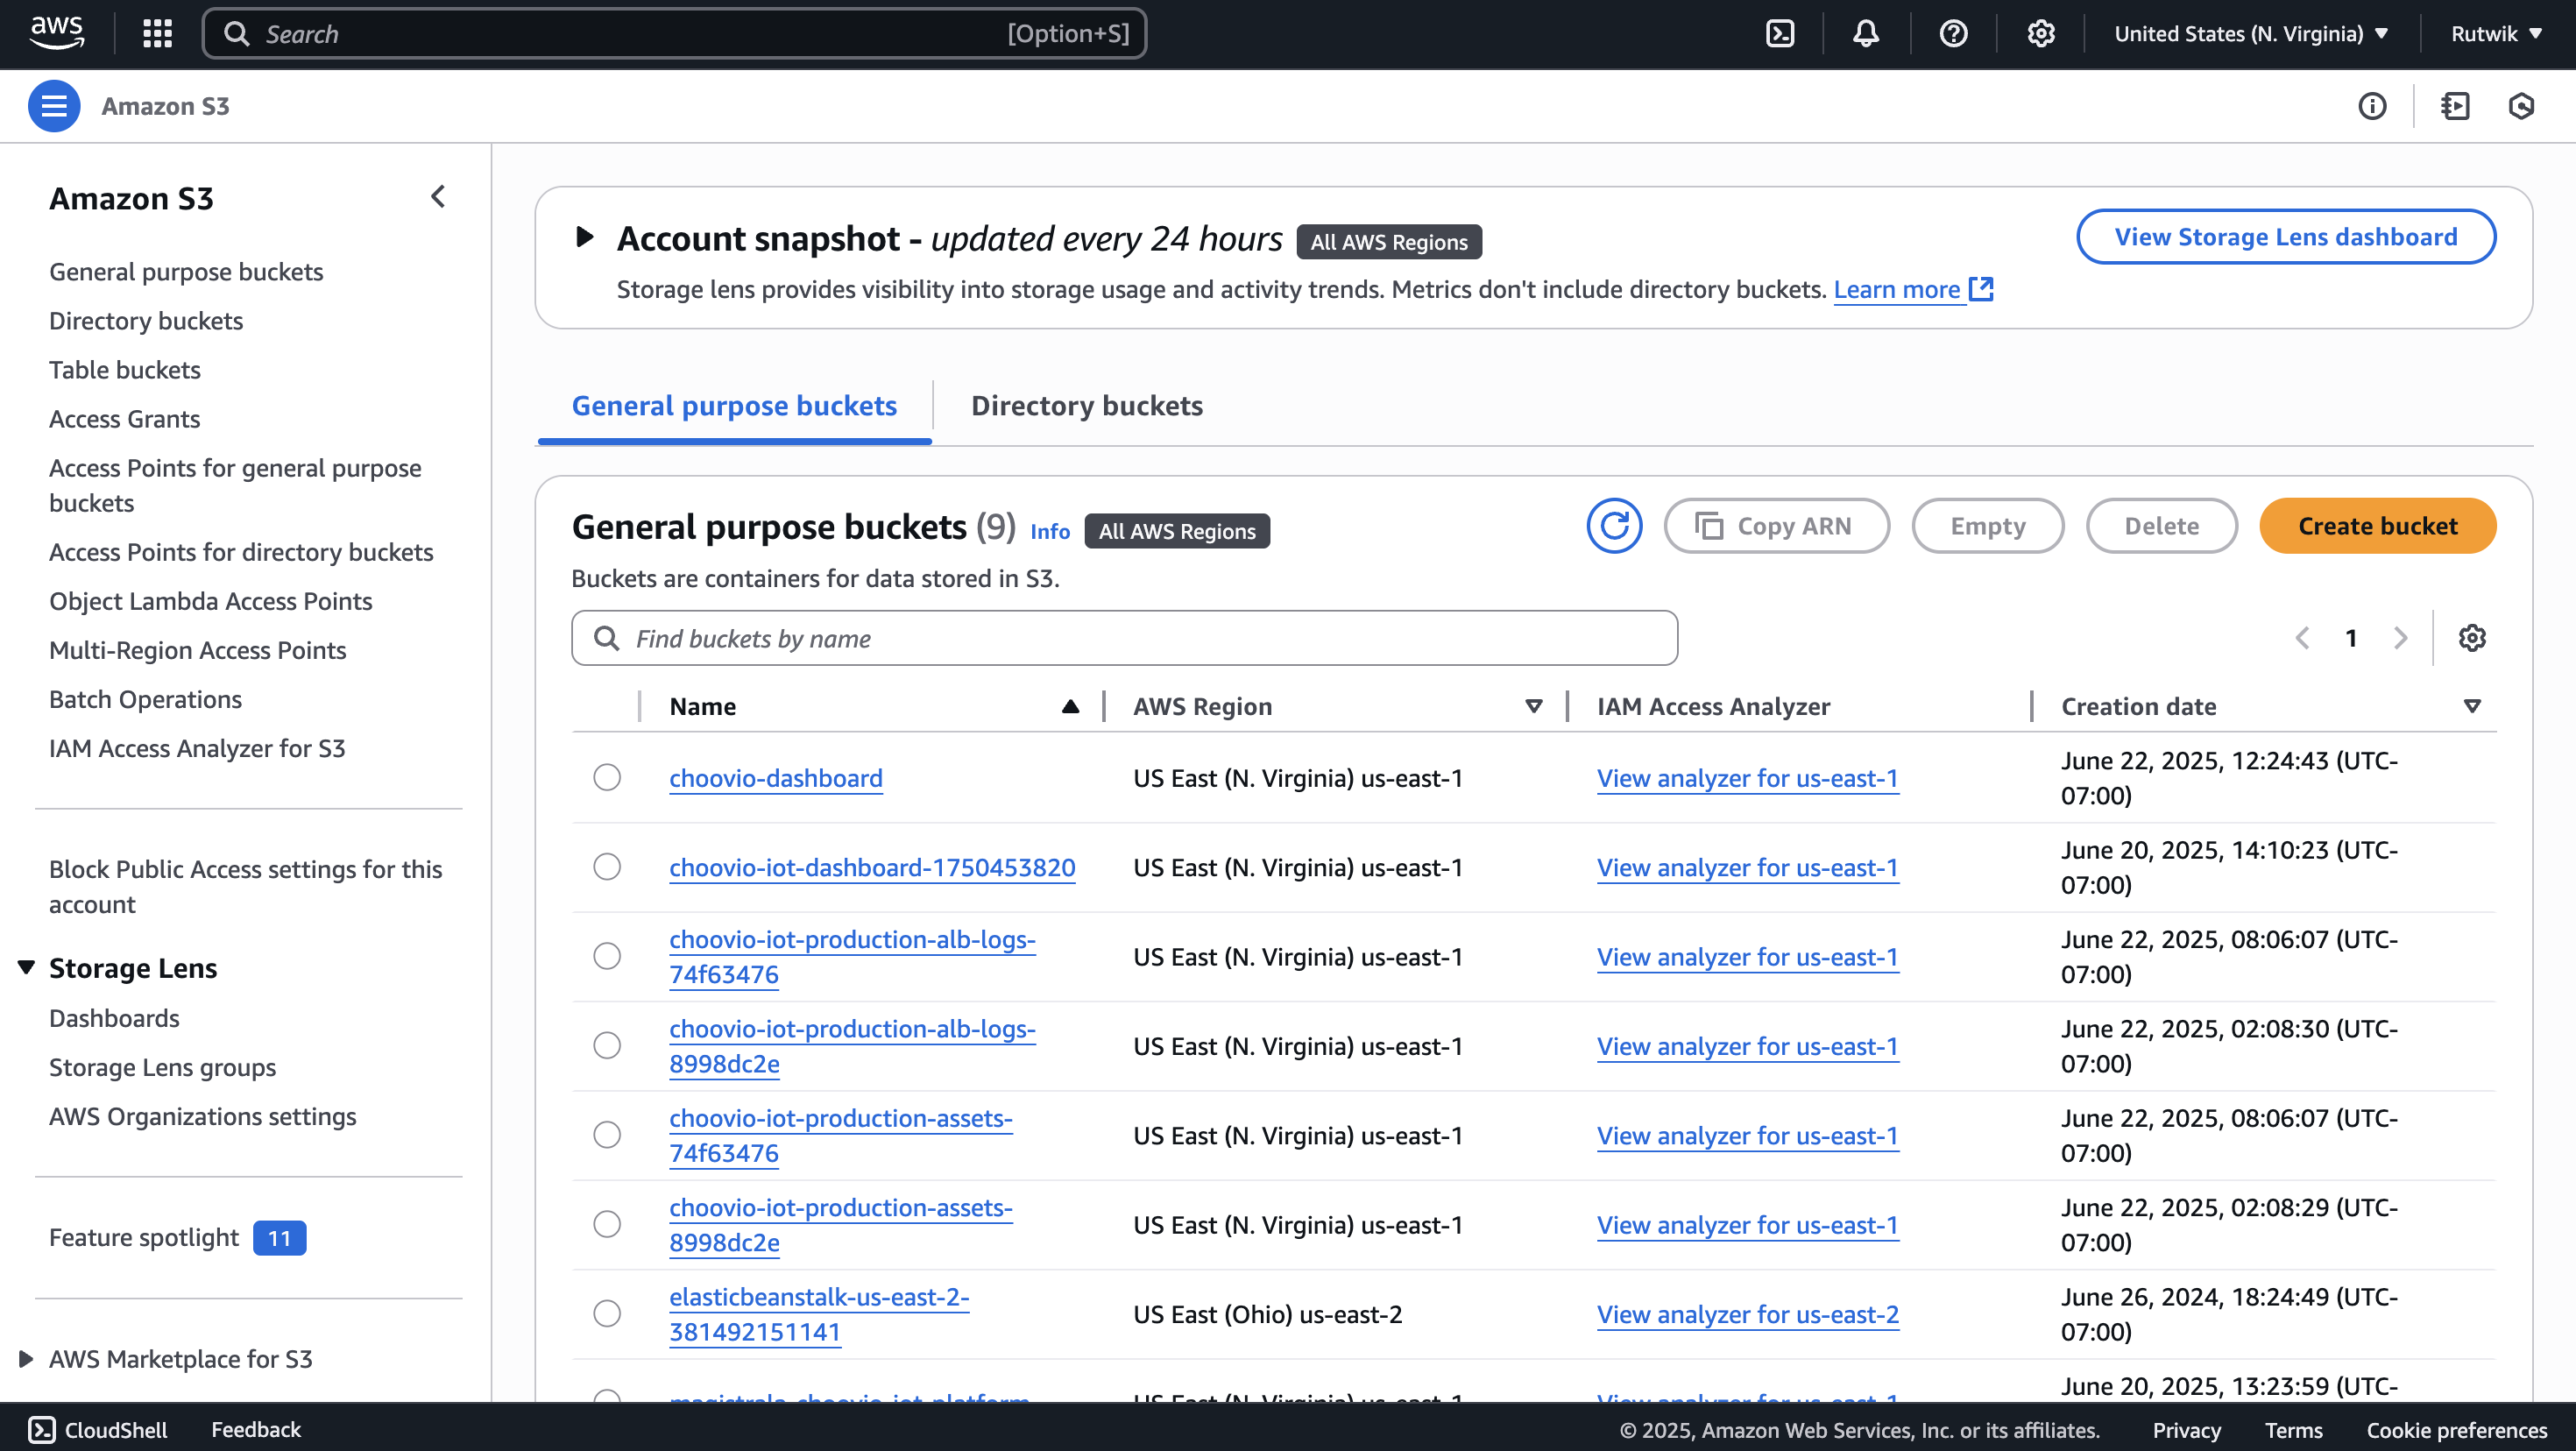 aws
Search
[Option+S]
United States (N. Virginia)
Rutwik
Amazon S3
Amazon S3
General purpose buckets
Directory buckets
Table buckets
Access Grants
Access Points for general purpose
buckets
Access Points for directory buckets
Object Lambda Access Points
Multi-Region Access Points
Batch Operations
IAM Access Analyzer for S3
Block Public Access settings for this
account
Storage Lens
Dashboards
Storage Lens groups
AWS Organizations settings
Feature spotlight 11
AWS Marketplace for S3
Account snapshot - updated every 24 hours All AWS Regions
View Storage Lens dashboard
Storage lens provides visibility into storage usage and activity trends. Metrics don't include directory buckets. Learn more
General purpose buckets
Directory buckets
General purpose buckets (9) Info All AWS Regions
Copy ARN
Empty
Delete
Create bucket
Buckets are containers for data stored in S3.
Find buckets by name
1
Name
AWS Region
IAM Access Analyzer
Creation date
choovio-dashboard
US East (N. Virginia) us-east-1
View analyzer for us-east-1
June 22, 2025, 12:24:43 (UTC-
07:00)
choovio-iot-dashboard-1750453820
US East (N. Virginia) us-east-1
View analyzer for us-east-1
June 20, 2025, 14:10:23 (UTC-
07:00)
choovio-iot-production-alb-logs-
74f63476
US East (N. Virginia) us-east-1
View analyzer for us-east-1
June 22, 2025, 08:06:07 (UTC-
07:00)
choovio-iot-production-alb-logs-
8998dc2e
US East (N. Virginia) us-east-1
View analyzer for us-east-1
June 22, 2025, 02:08:30 (UTC-
07:00)
choovio-iot-production-assets-
74f63476
US East (N. Virginia) us-east-1
View analyzer for us-east-1
June 22, 2025, 08:06:07 (UTC-
07:00)
choovio-iot-production-assets-
8998dc2e
US East (N. Virginia) us-east-1
View analyzer for us-east-1
June 22, 2025, 02:08:29 (UTC-
07:00)
elasticbeanstalk-us-east-2-
381492151141
US East (Ohio) us-east-2
View analyzer for us-east-2
June 26, 2024, 18:24:49 (UTC-
07:00)
magistrala-choovio-iot-platform
US East (N. Virginia) us-east-1
View analyzer for us-east-1
June 20, 2025, 13:23:59 (UTC-
CloudShell
Feedback
© 2025, Amazon Web Services, Inc. or its affiliates.
Privacy
Terms
Cookie preferences